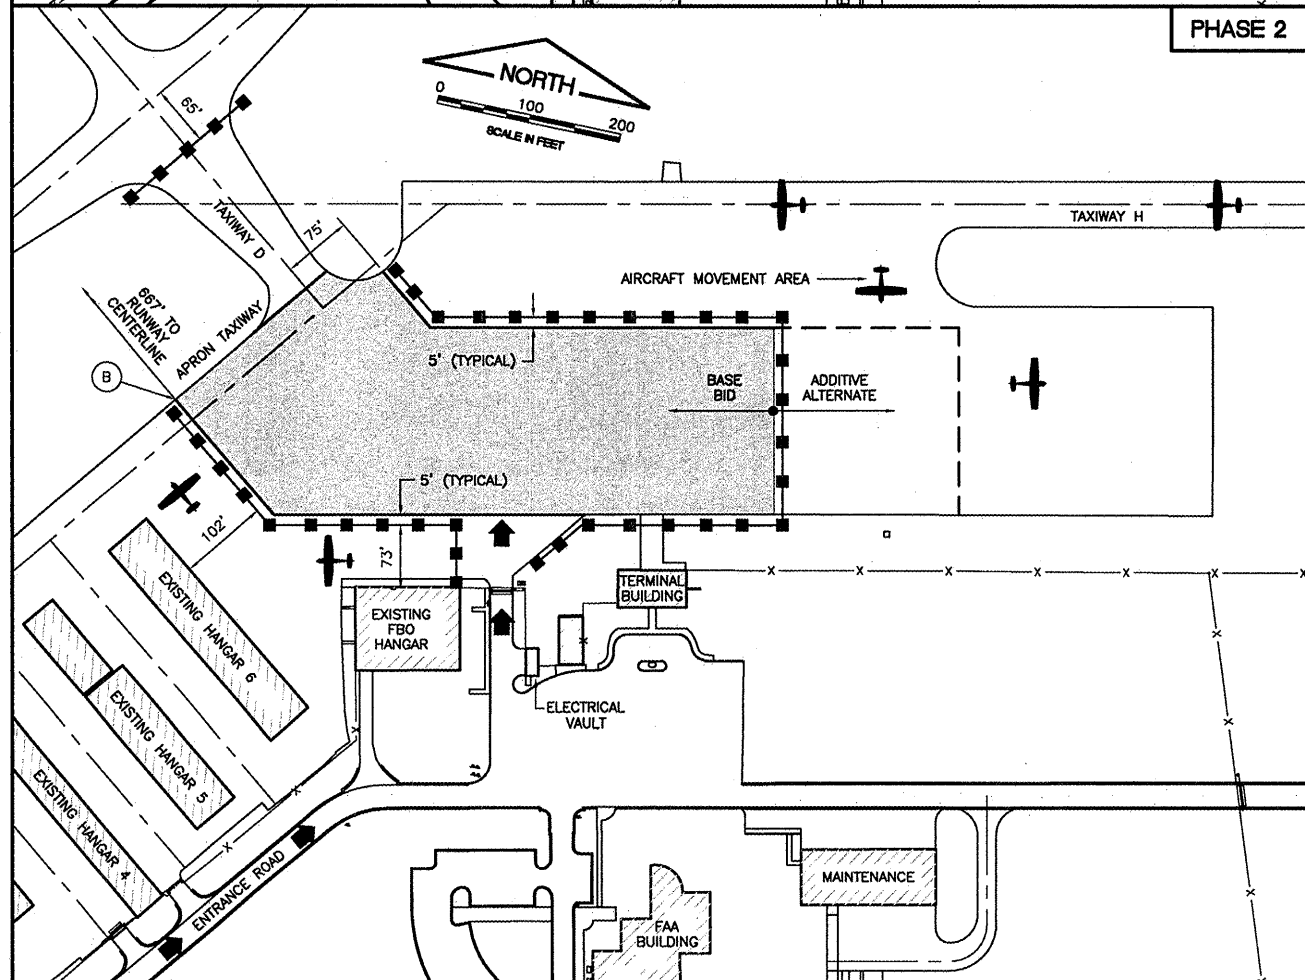 PHASE 2
NORTH
0
100
200
SCALE IN FEET
65'
TAXIWAY D
75'
TAXIWAY H
AIRCRAFT MOVEMENT AREA
667' TO
RUNWAY
CENTERLINE
APRON TAXIWAY
B
5' (TYPICAL)
BASE
BID
ADDITIVE
ALTERNATE
5' (TYPICAL)
102'
73'
EXISTING HANGAR 6
EXISTING
FBO
HANGAR
TERMINAL
BUILDING
EXISTING HANGAR 5
ELECTRICAL
VAULT
EXISTING HANGAR 4
ENTRANCE ROAD
MAINTENANCE
FAA
BUILDING